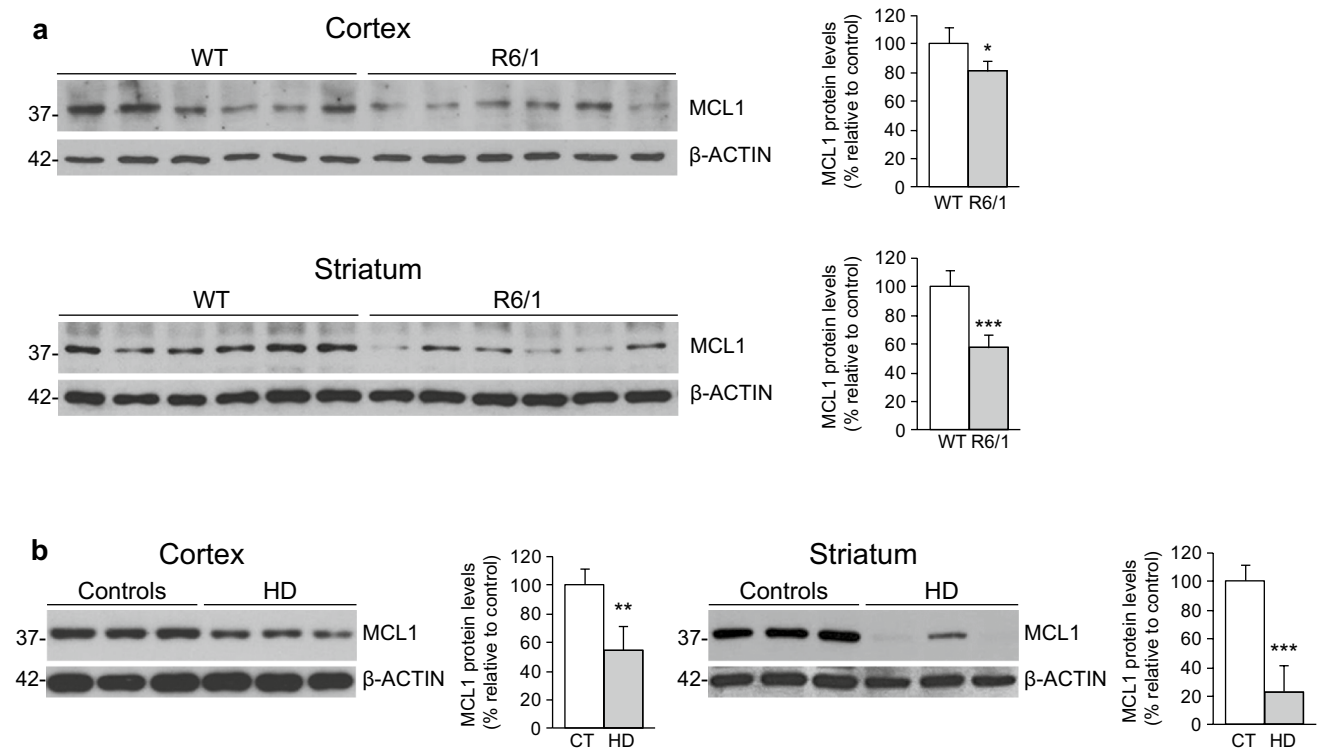 a
Cortex
WT
R6/1
37-
MCL1
42-
β-ACTIN
MCL1 protein levels
(% relative to control)
120
100
80
60
40
20
0
*
WT R6/1
Striatum
WT
R6/1
37-
MCL1
42-
β-ACTIN
MCL1 protein levels
(% relative to control)
120
100
80
60
40
20
0
***
WT R6/1
b
Cortex
Controls
HD
37-
MCL1
42-
β-ACTIN
MCL1 protein levels
(% relative to control)
120
100
80
60
40
20
0
**
CT HD
Striatum
Controls
HD
37-
MCL1
42-
β-ACTIN
MCL1 protein levels
(% relative to control)
120
100
80
60
40
20
0
***
CT HD